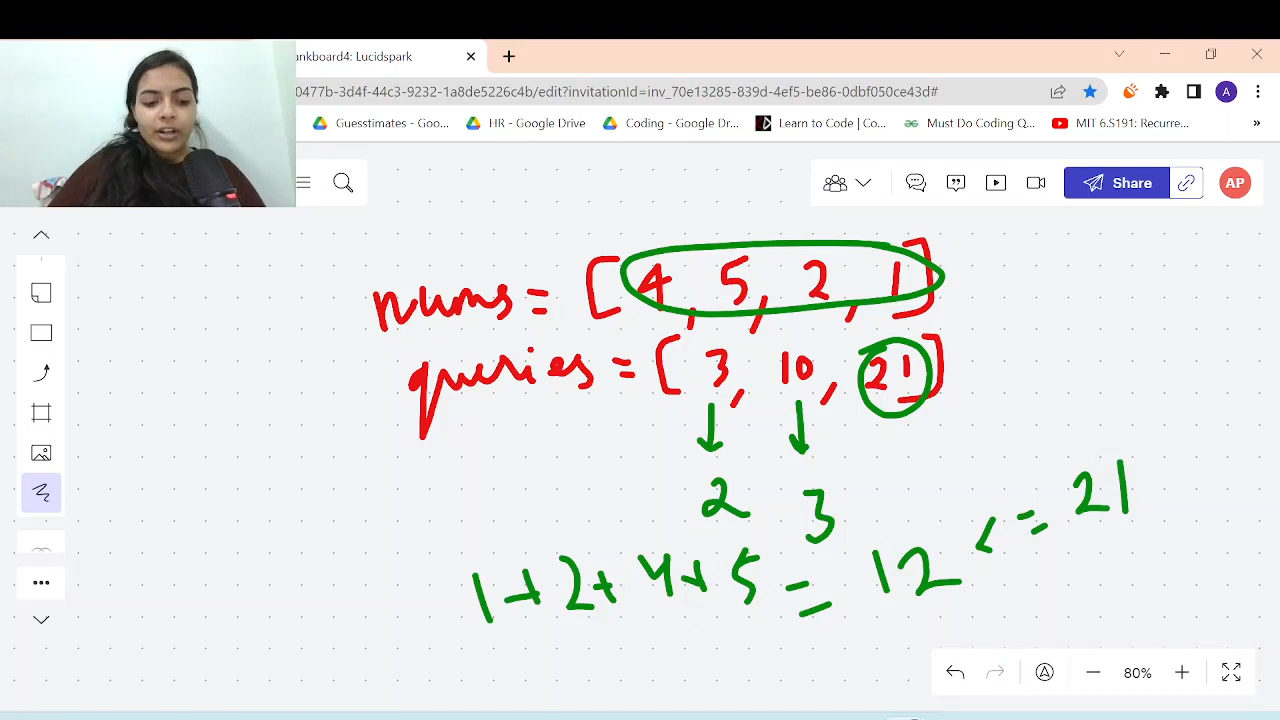 ankboard4: Lucidspark
0477b-3d4f-44c3-9232-1a8de5226c4b/edit?invitationId=inv_70e13285-839d-4ef5-be86-0dbf050ce43d#
A
Guesstimates - Goo...
HR - Google Drive
Coding - Google Dr...
Learn to Code For...
Must Do Coding Q...
MIT 6.S191: Recurre...
»
Share
AP
nums = [4, 5, 2, 1]
queries = [3, 10, 21]
2 3
1+2+4+5 = 12 <= 21
80%